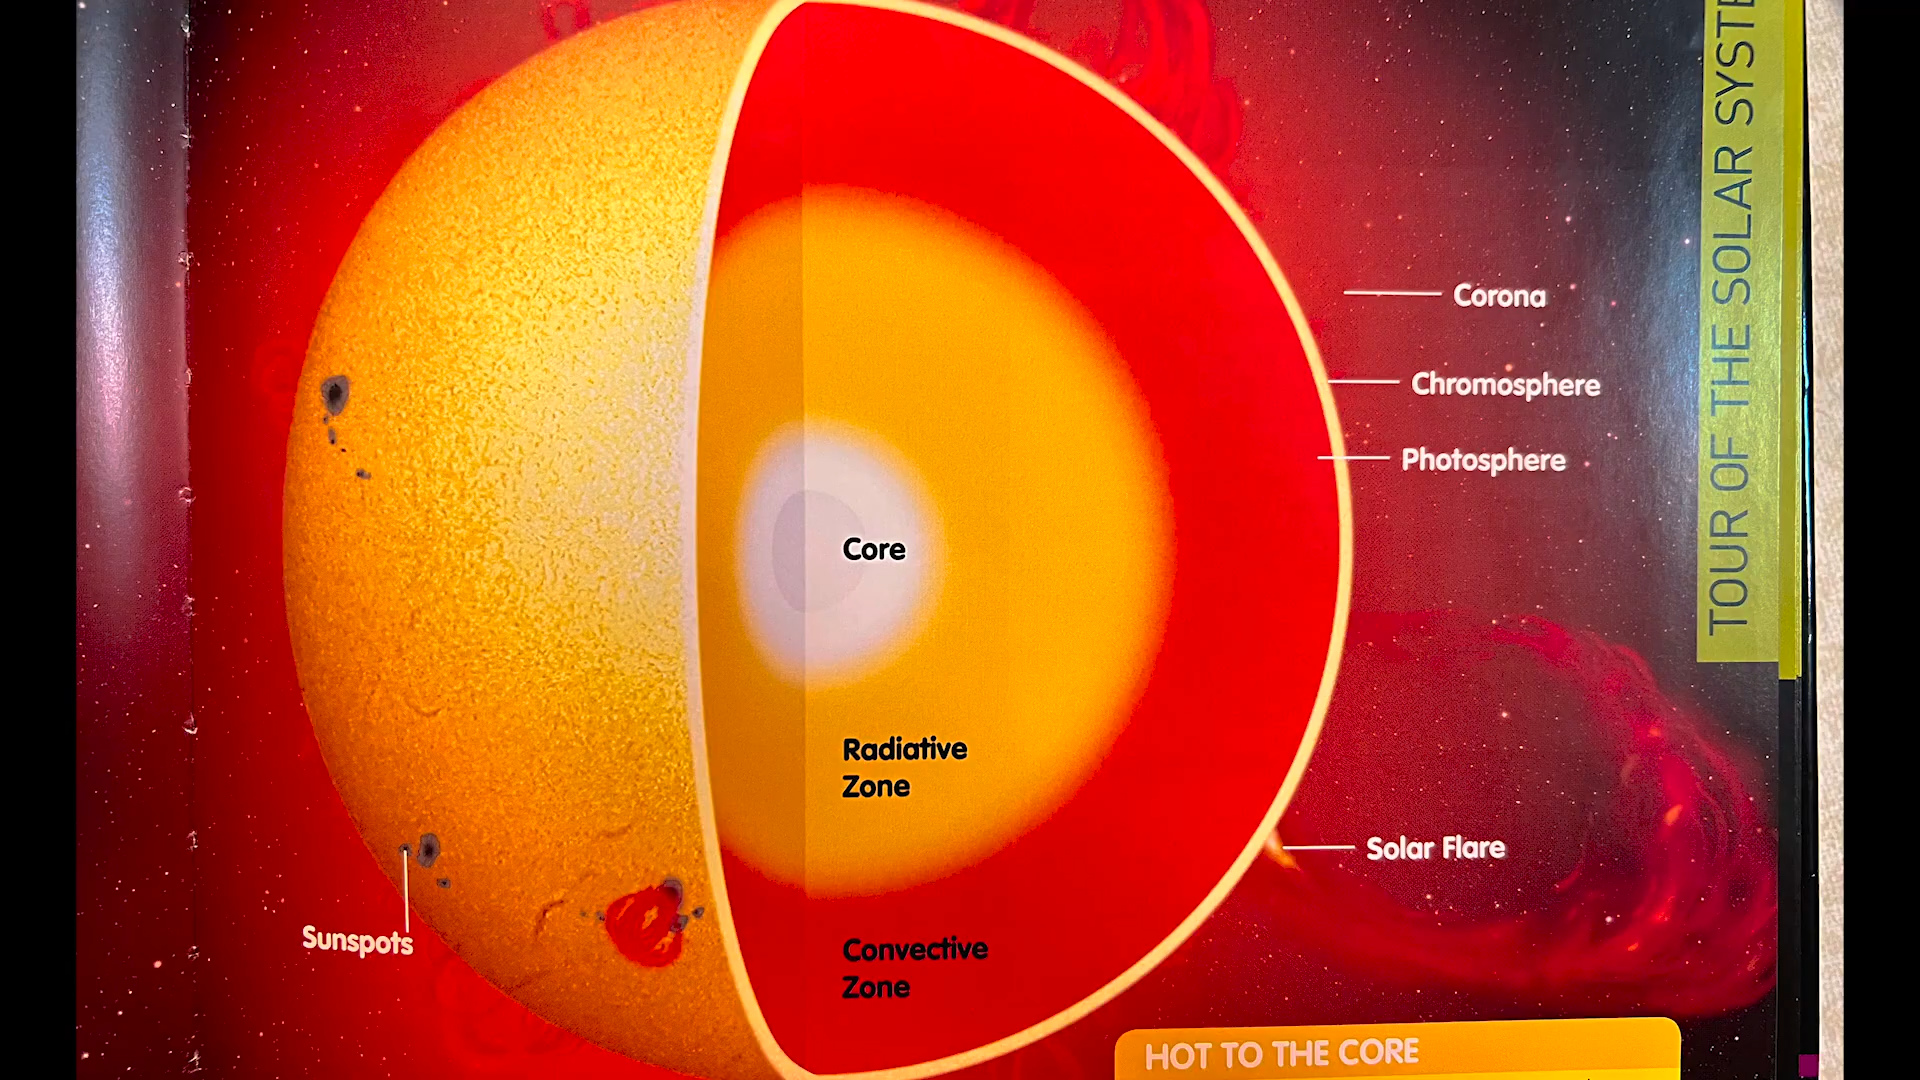 TOUR OF THE SOLAR SYSTE
Corona
Chromosphere
Photosphere
Core
Radiative
Zone
Solar Flare
Sunspots
Convective
Zone
HOT TO THE CORE